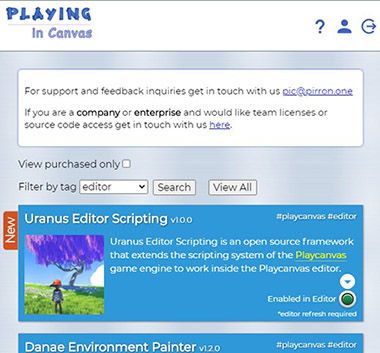 PLAYING
in Canvas
?
For support and feedback inquiries get in touch with us pic@pirron.one
If you are a company or enterprise and would like team licenses or
source code access get in touch with us here.
View purchased only
Filter by tag editor Search View All
New
Uranus Editor Scripting v1.0.0 #playcanvas #editor
Uranus Editor Scripting is an open source framework
that extends the scripting system of the Playcanvas
game engine to work inside the Playcanvas editor.
Enabled in Editor
*editor refresh required
Danae Environment Painter v1.2.0 #playcanvas #editor